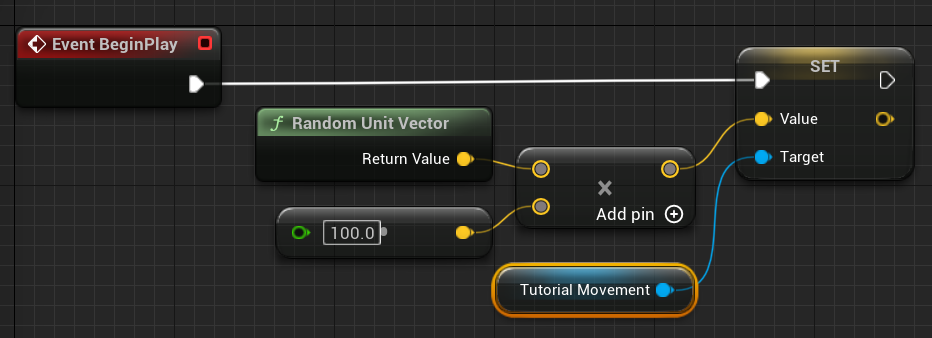 Event BeginPlay
SET
f Random Unit Vector
Value
Return Value
Target
×
Add pin
100.0
Tutorial Movement